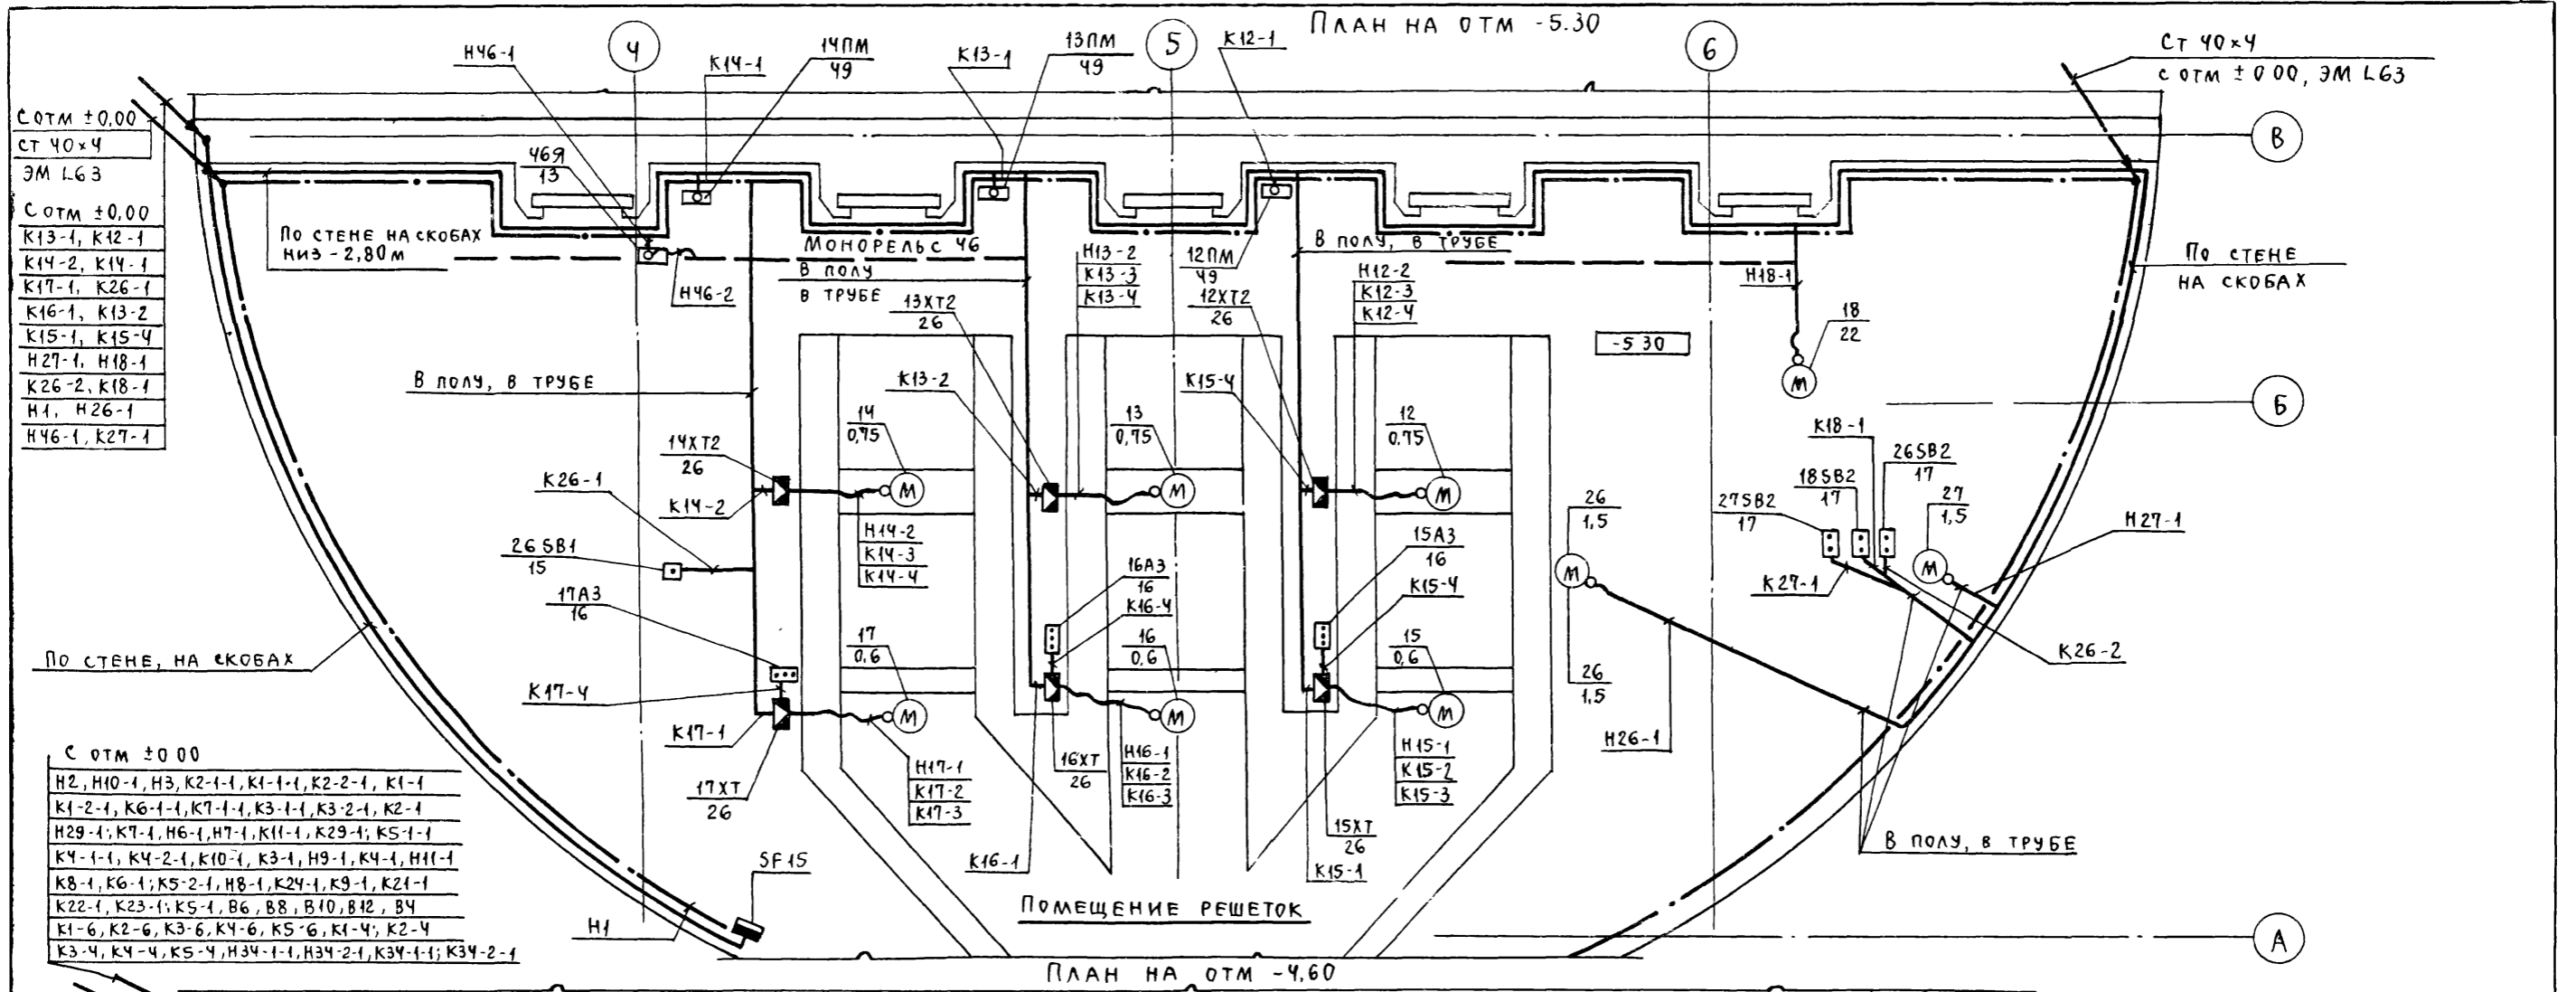 ПЛАН НА ОТМ -5.30
4
5
6
В
Б
А
Н46-1
К14-1
14ПМ
49
К13-1
13ПМ
49
К12-1
Ст 40×4
с отм ± 0 00, ЭМ L63
С отм ±0,00
ст 40×4
ЭМ L63
С отм ±0,00
К13-1, К12-1
К14-2, К14-1
К17-1, К26-1
К16-1, К13-2
К15-1, К15-4
Н27-1, Н18-1
К26-2, К18-1
Н1, Н26-1
Н46-1, К27-1
46Я
13
По стене на скобах
низ -2,80м
Монорельс 46
В полу
в трубе
Н46-2
Н13-2
К13-3
К13-4
12ПМ
49
В полу, в трубе
Н12-2
К12-3
К12-4
Н18-1
По стене
на скобах
13ХТ2
26
12ХТ2
26
18
22
М
-5 30
В полу, в трубе
К13-2
К15-4
14
0,75
13
0,75
12
0,75
14ХТ2
26
К26-1
К14-2
М
М
М
Н14-2
К14-3
К14-4
26 SB1
15
17А3
16
16А3
16
К16-4
15А3
16
К15-4
К18-1
26SB2
17
18SB2
17
27SB2
17
27
1,5
26
1,5
М
М
Н27-1
К27-1
К26-2
26
1,5
Н26-1
В полу, в трубе
По стене, на скобах
К17-4
17
0,6
16
0,6
15
0,6
К17-1
М
М
М
17ХТ
26
Н17-1
К17-2
К17-3
16ХТ
26
Н16-1
К16-2
К16-3
Н15-1
К15-2
К15-3
15ХТ
26
К16-1
К15-1
С отм ±0 00
Н2, Н10-1, Н3, К2-1-1, К1-1-1, К2-2-1, К1-1
К1-2-1, К6-1-1, К7-1-1, К3-1-1, К3-2-1, К2-1
Н29-1; К7-1, Н6-1, Н7-1, К11-1, К29-1; К5-1-1
К4-1-1, К4-2-1, К10-1, К3-1, Н9-1, К4-1, Н11-1
К8-1, К6-1; К5-2-1, Н8-1, К24-1, К9-1, К21-1
К22-1, К23-1; К5-1, В6, В8, В10, В12, В4
К1-6, К2-6, К3-6, К4-6, К5-6, К1-4; К2-4
К3-4, К4-4, К5-4, Н34-1-1, Н34-2-1, К34-1-1; К34-2-1
SF15
Н1
Помещение решеток
План на отм -4,60